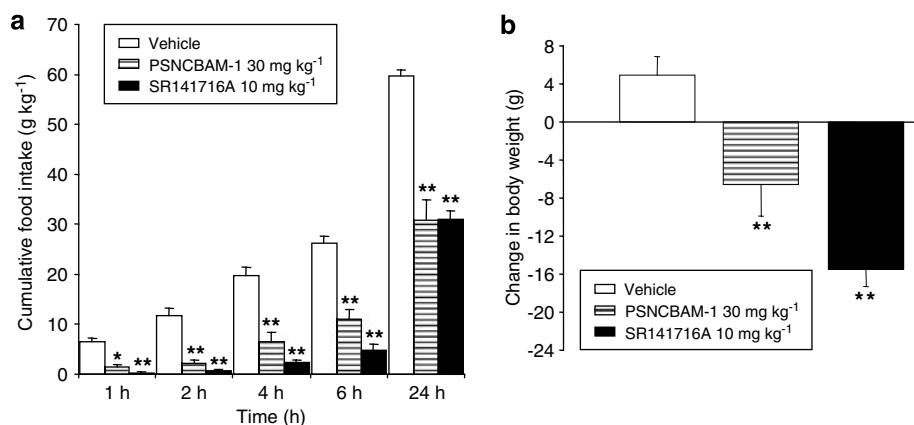 a
70
60
50
40
30
20
10
0
Cumulative food intake (g kg⁻¹)
Vehicle
PSNCBAM-1 30 mg kg⁻¹
SR141716A 10 mg kg⁻¹
* ** ** ** ** ** ** ** ** **
1 h 2 h 4 h 6 h 24 h
Time (h)
b
8
4
0
-4
-8
-12
-16
-20
-24
Change in body weight (g)
**
**
Vehicle
PSNCBAM-1 30 mg kg⁻¹
SR141716A 10 mg kg⁻¹